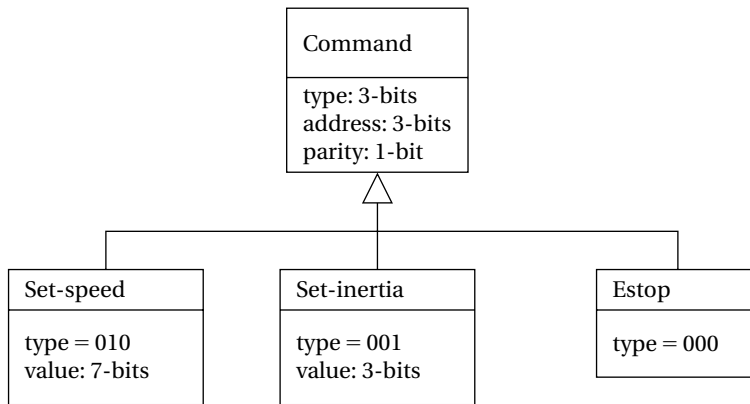 Command
type: 3-bits
address: 3-bits
parity: 1-bit
Set-speed
type = 010
value: 7-bits
Set-inertia
type = 001
value: 3-bits
Estop
type = 000